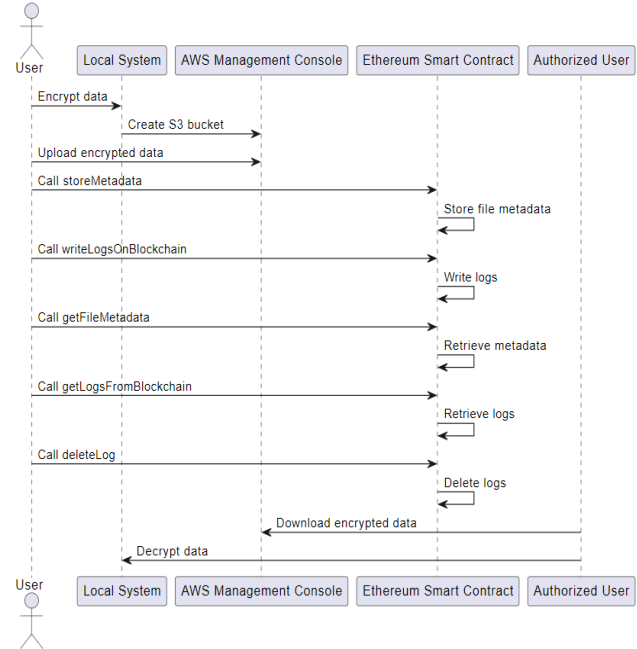 User
Local System
AWS Management Console
Ethereum Smart Contract
Authorized User
Encrypt data
Create S3 bucket
Upload encrypted data
Call storeMetadata
Store file metadata
Call writeLogsOnBlockchain
Write logs
Call getFileMetadata
Retrieve metadata
Call getLogsFromBlockchain
Retrieve logs
Call deleteLog
Delete logs
Download encrypted data
Decrypt data
User
Local System
AWS Management Console
Ethereum Smart Contract
Authorized User